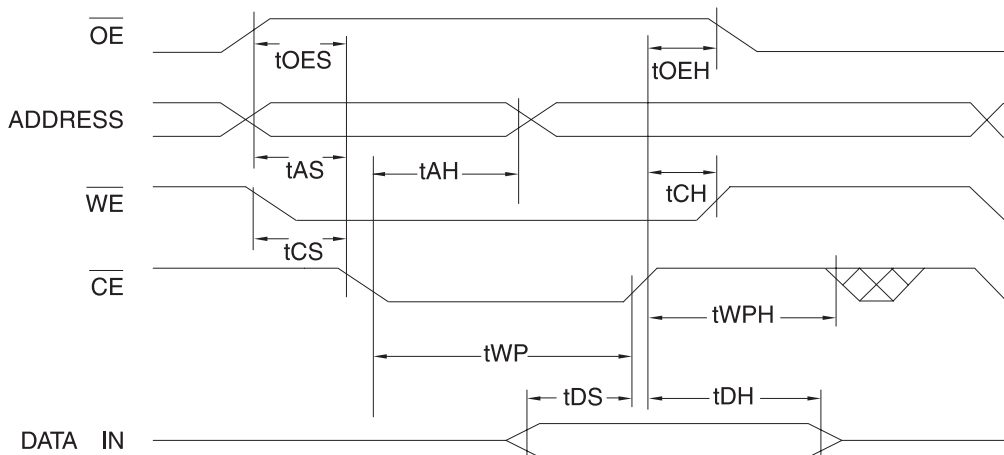 OE
tOES
tOEH
ADDRESS
tAS
tAH
tCH
WE
tCS
CE
tWPH
tWP
tDS
tDH
DATA IN